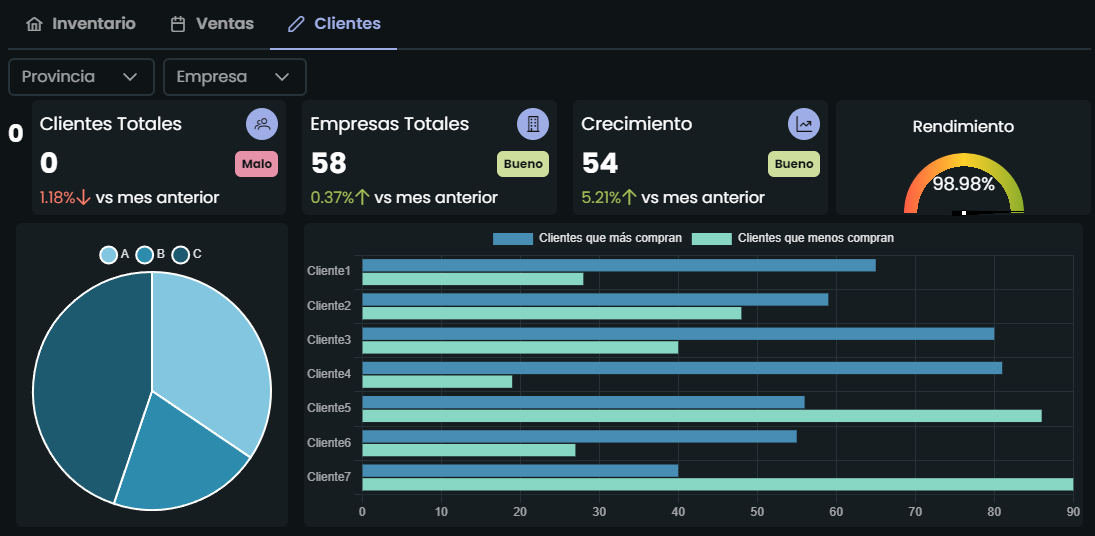 Inventario Ventas Clientes
Provincia Empresa
0
Clientes Totales
0 Malo
1.18% vs mes anterior
Empresas Totales
58 Bueno
0.37% vs mes anterior
Crecimiento
54 Bueno
5.21% vs mes anterior
Rendimiento
98.98%
A B C
Clientes que más compran Clientes que menos compran
Cliente1
Cliente2
Cliente3
Cliente4
Cliente5
Cliente6
Cliente7
0 10 20 30 40 50 60 70 80 90